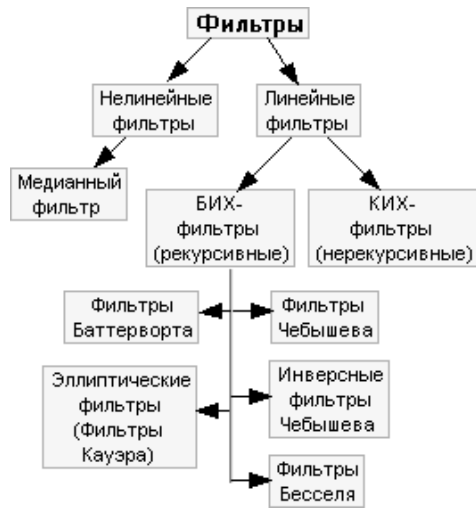 Фильтры
Нелинейные
фильтры
Линейные
фильтры
Медианный
фильтр
БИХ-
фильтры
(рекурсивные)
КИХ-
фильтры
(нерекурсивные)
Фильтры
Баттерворта
Фильтры
Чебышева
Эллиптические
фильтры
(Фильтры
Кауэра)
Инверсные
фильтры
Чебышева
Фильтры
Бесселя